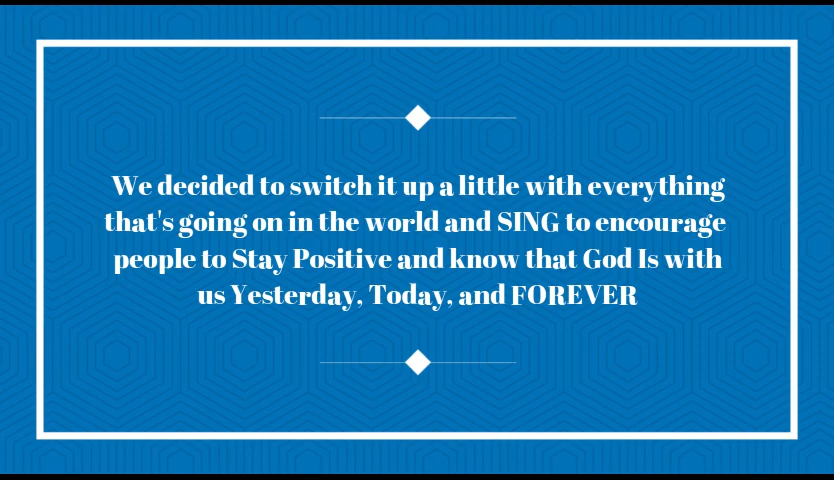 We decided to switch it up a little with everything
that's going on in the world and SING to encourage
people to Stay Positive and know that God Is with
us Yesterday, Today, and FOREVER